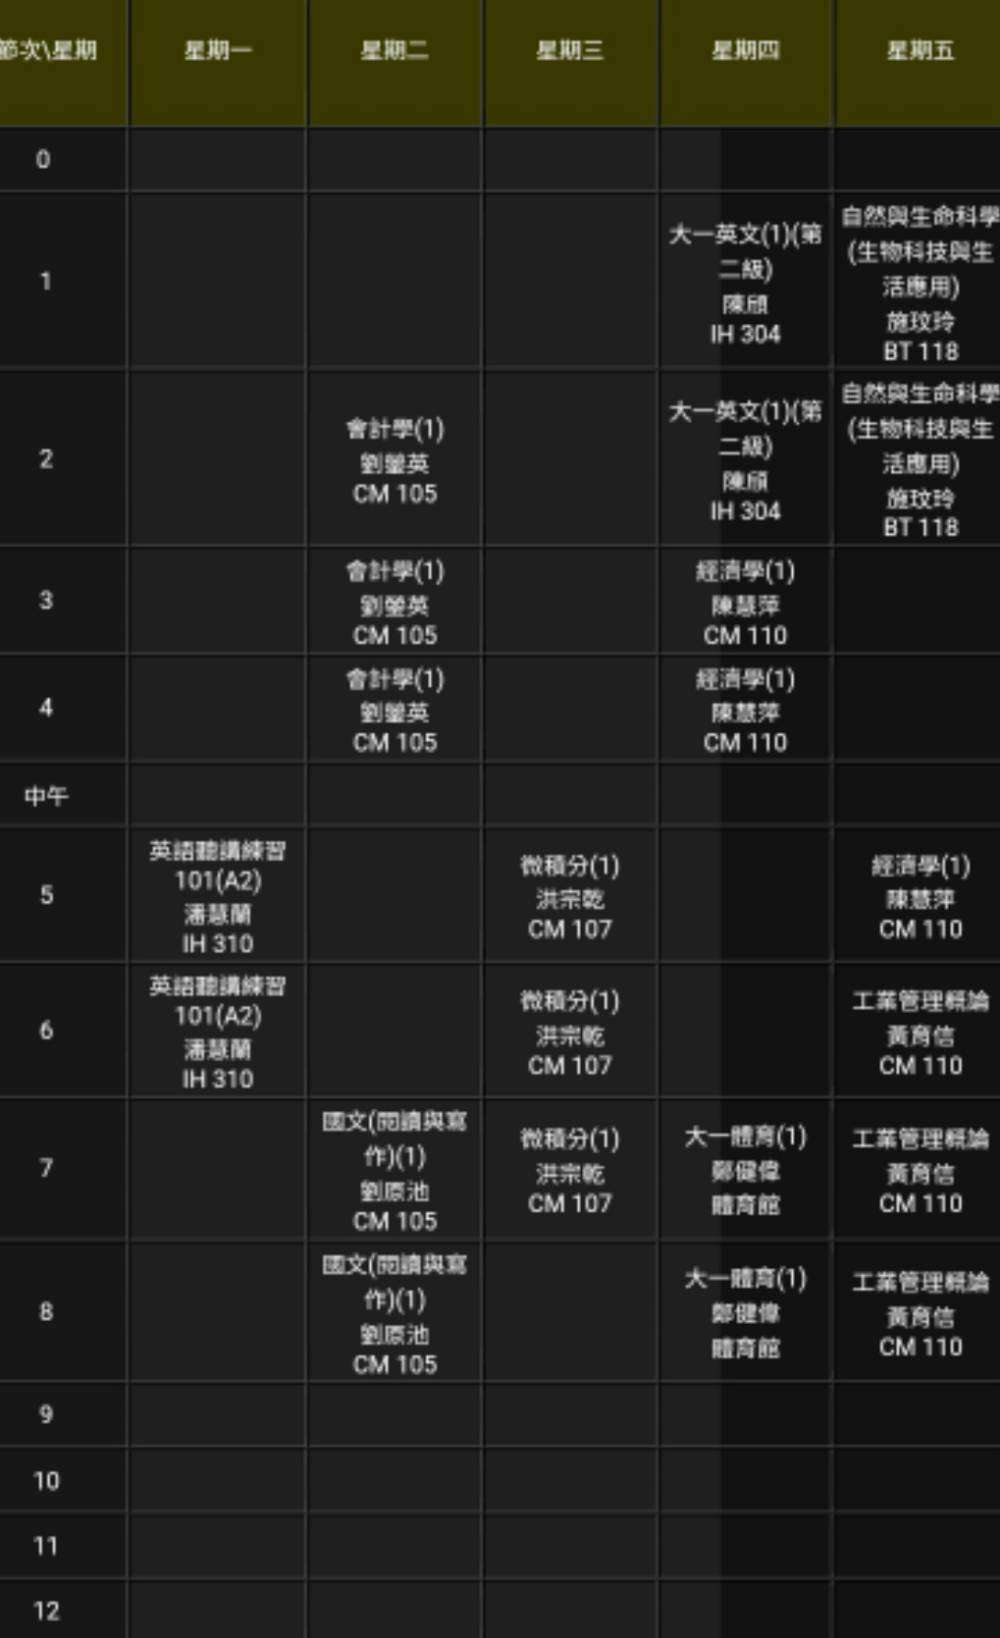 節次\星期 星期一 星期二 星期三 星期四 星期五
0
1
大一英文(1)(第
二級)
陳頎
IH 304
自然與生命科學
(生物科技與生
活應用)
施玟玲
BT 118
2
會計學(1)
劉鎣英
CM 105
大一英文(1)(第
二級)
陳頎
IH 304
自然與生命科學
(生物科技與生
活應用)
施玟玲
BT 118
3
會計學(1)
劉鎣英
CM 105
經濟學(1)
陳慧萍
CM 110
4
會計學(1)
劉鎣英
CM 105
經濟學(1)
陳慧萍
CM 110
中午
5
英語聽講練習
101(A2)
潘慧蘭
IH 310
微積分(1)
洪宗乾
CM 107
經濟學(1)
陳慧萍
CM 110
6
英語聽講練習
101(A2)
潘慧蘭
IH 310
微積分(1)
洪宗乾
CM 107
工業管理概論
黃育信
CM 110
7
國文(閱讀與寫
作)(1)
劉原池
CM 105
微積分(1)
洪宗乾
CM 107
大一體育(1)
鄭健偉
體育館
工業管理概論
黃育信
CM 110
8
國文(閱讀與寫
作)(1)
劉原池
CM 105
大一體育(1)
鄭健偉
體育館
工業管理概論
黃育信
CM 110
9
10
11
12